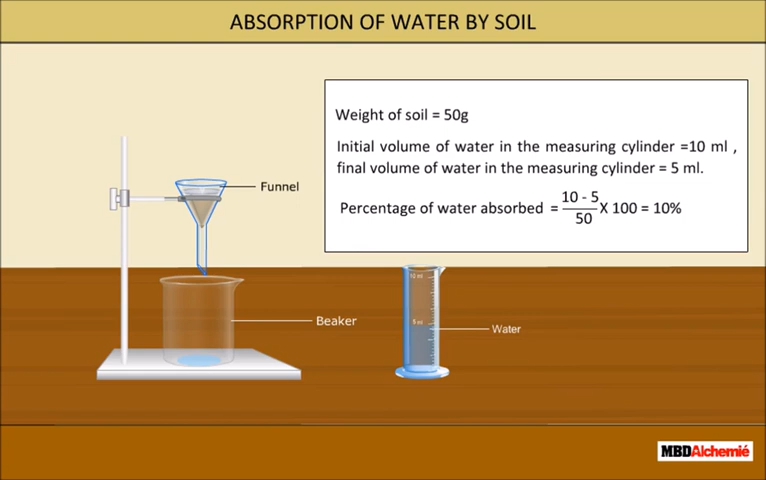 ABSORPTION OF WATER BY SOIL
Weight of soil = 50g
Initial volume of water in the measuring cylinder =10 ml ,
final volume of water in the measuring cylinder = 5 ml.
Percentage of water absorbed = 10 - 5 / 50 X 100 = 10%
Funnel
Beaker
10 ml
5 ml
Water
MBDAlchemié